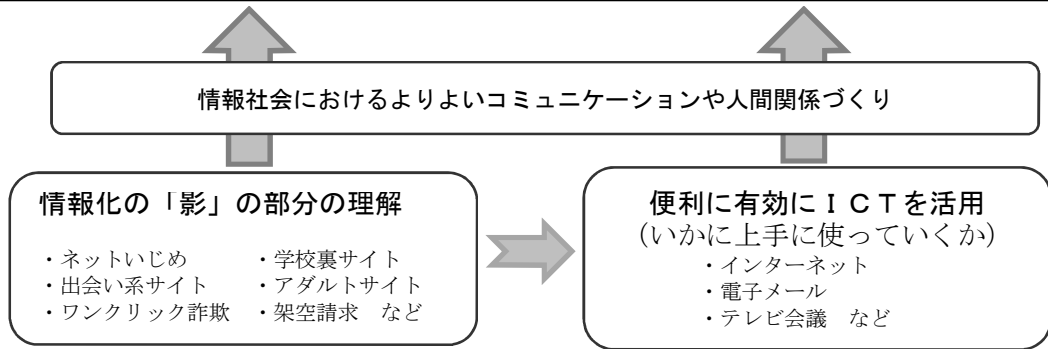 情報社会におけるよりよいコミュニケーションや人間関係づくり
情報化の「影」の部分の理解
・ネットいじめ　・学校裏サイト
・出会い系サイト　・アダルトサイト
・ワンクリック詐欺　・架空請求　など
便利に有効にＩＣＴを活用
（いかに上手に使っていくか）
・インターネット
・電子メール
・テレビ会議　など